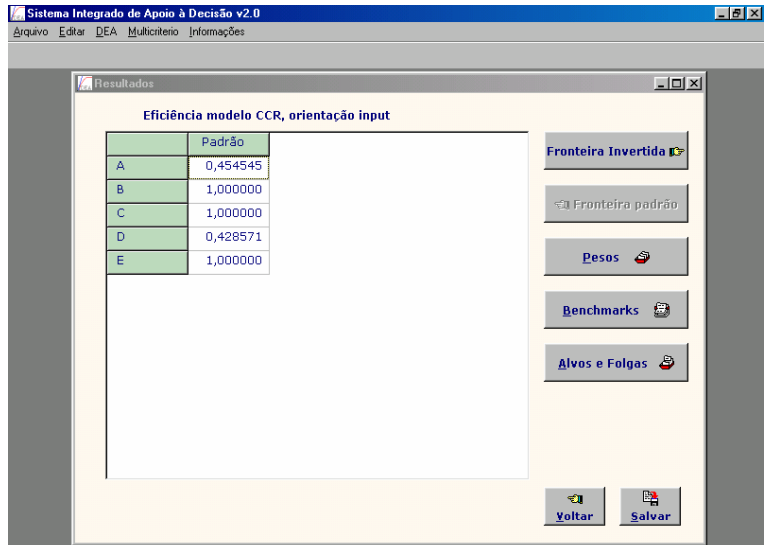 Sistema Integrado de Apoio à Decisão v2.0
Arquivo Editar DEA Multicriterio Informações
Resultados
Eficiência modelo CCR, orientação input
Padrão
A 0,454545
B 1,000000
C 1,000000
D 0,428571
E 1,000000
Fronteira Invertida
Fronteira padrão
Pesos
Benchmarks
Alvos e Folgas
Voltar
Salvar